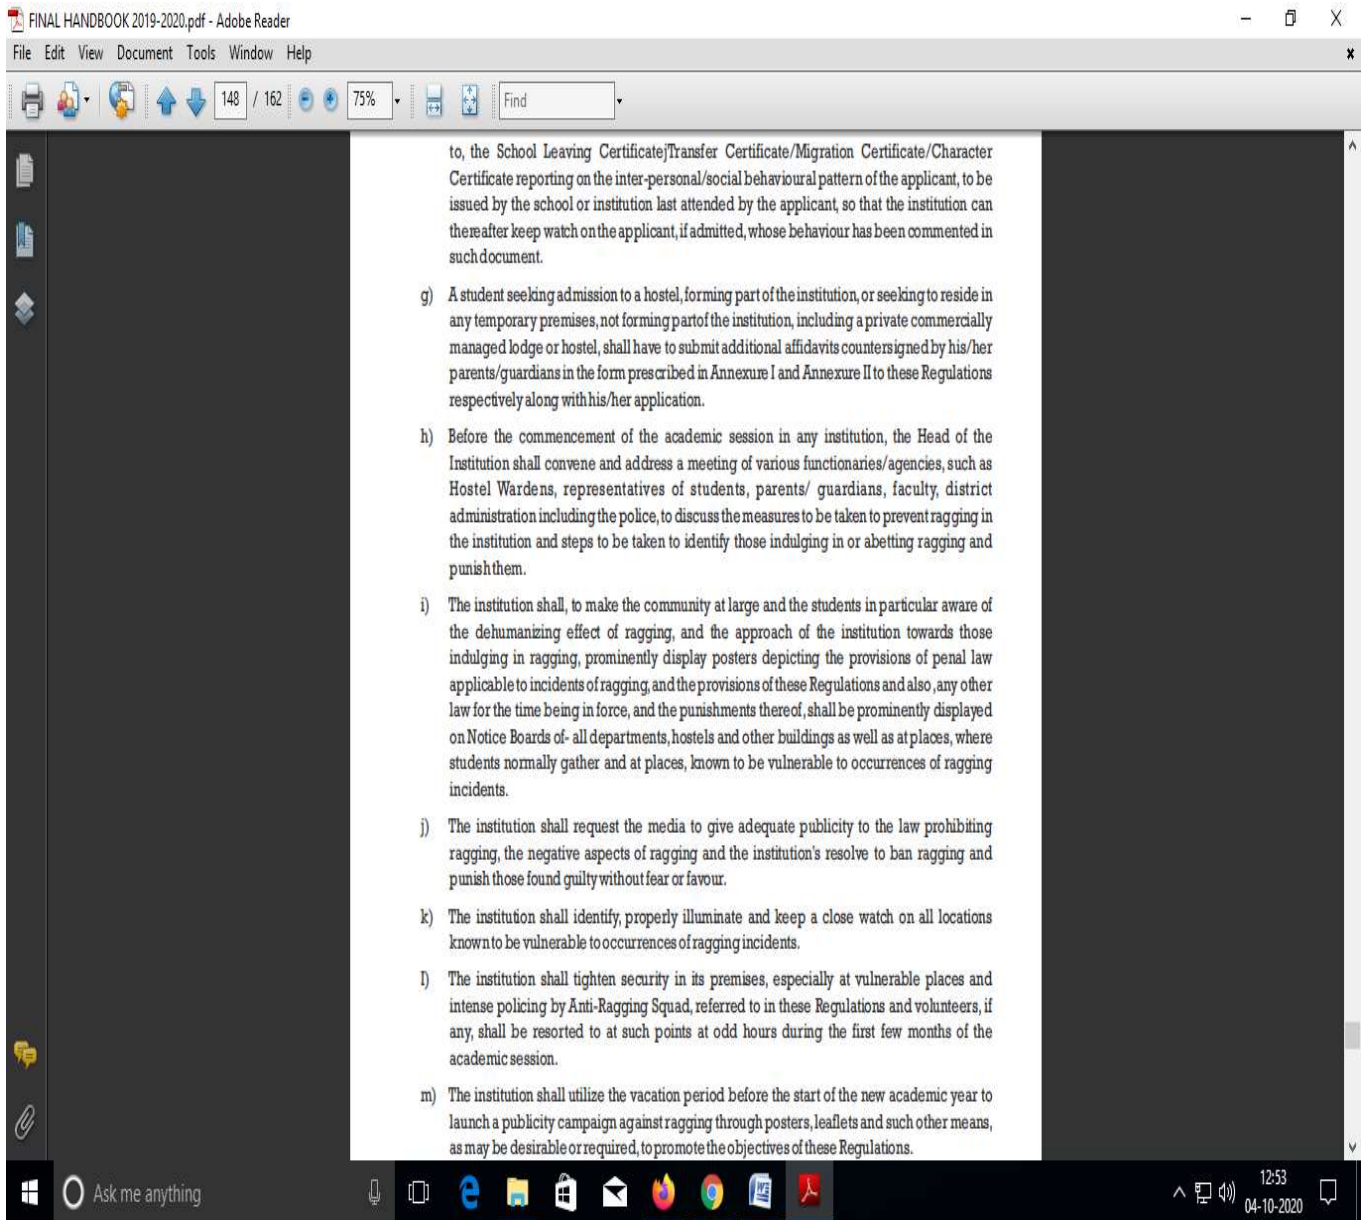 FINAL HANDBOOK 2019-2020.pdf - Adobe Reader
File Edit View Document Tools Window Help
148 / 162 75% Find
to, the School Leaving CertificatejTransfer Certificate/Migration Certificate/Character
Certificate reporting on the inter-personal/social behavioural pattern of the applicant, to be
issued by the school or institution last attended by the applicant, so that the institution can
thereafter keep watch on the applicant, if admitted, whose behaviour has been commented in
such document.
g) A student seeking admission to a hostel, forming part of the institution, or seeking to reside in
any temporary premises, not forming partof the institution, including a private commercially
managed lodge or hostel, shall have to submit additional affidavits countersigned by his/her
parents/guardians in the form prescribed in Annexure I and Annexure II to these Regulations
respectively along with his/her application.
h) Before the commencement of the academic session in any institution, the Head of the
Institution shall convene and address a meeting of various functionaries/agencies, such as
Hostel Wardens, representatives of students, parents/ guardians, faculty, district
administration including the police, to discuss the measures to be taken to prevent ragging in
the institution and steps to be taken to identify those indulging in or abetting ragging and
punish them.
i) The institution shall, to make the community at large and the students in particular aware of
the dehumanizing effect of ragging, and the approach of the institution towards those
indulging in ragging, prominently display posters depicting the provisions of penal law
applicable to incidents of ragging, and the provisions of these Regulations and also ,any other
law for the time being in force, and the punishments thereof, shall be prominently displayed
on Notice Boards of- all departments, hostels and other buildings as well as at places, where
students normally gather and at places, known to be vulnerable to occurrences of ragging
incidents.
j) The institution shall request the media to give adequate publicity to the law prohibiting
ragging, the negative aspects of ragging and the institution's resolve to ban ragging and
punish those found guilty without fear or favour.
k) The institution shall identify, properly illuminate and keep a close watch on all locations
known to be vulnerable to occurrences of ragging incidents.
l) The institution shall tighten security in its premises, especially at vulnerable places and
intense policing by Anti-Ragging Squad, referred to in these Regulations and volunteers, if
any, shall be resorted to at such points at odd hours during the first few months of the
academic session.
m) The institution shall utilize the vacation period before the start of the new academic year to
launch a publicity campaign against ragging through posters, leaflets and such other means,
as may be desirable or required, to promote the objectives of these Regulations.
Ask me anything
12:53
04-10-2020